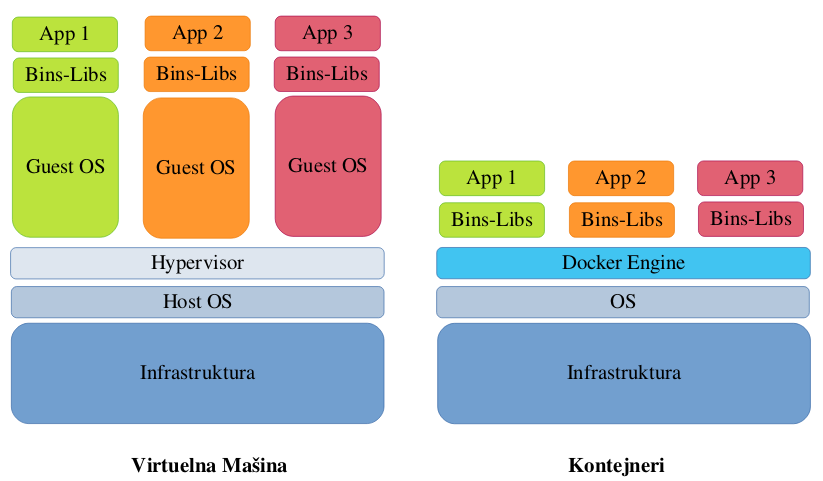 App 1
App 2
App 3
Bins-Libs
Bins-Libs
Bins-Libs
Guest OS
Guest OS
Guest OS
Hypervisor
Host OS
Infrastruktura
Virtuelna Mašina
App 1
App 2
App 3
Bins-Libs
Bins-Libs
Bins-Libs
Docker Engine
OS
Infrastruktura
Kontejneri